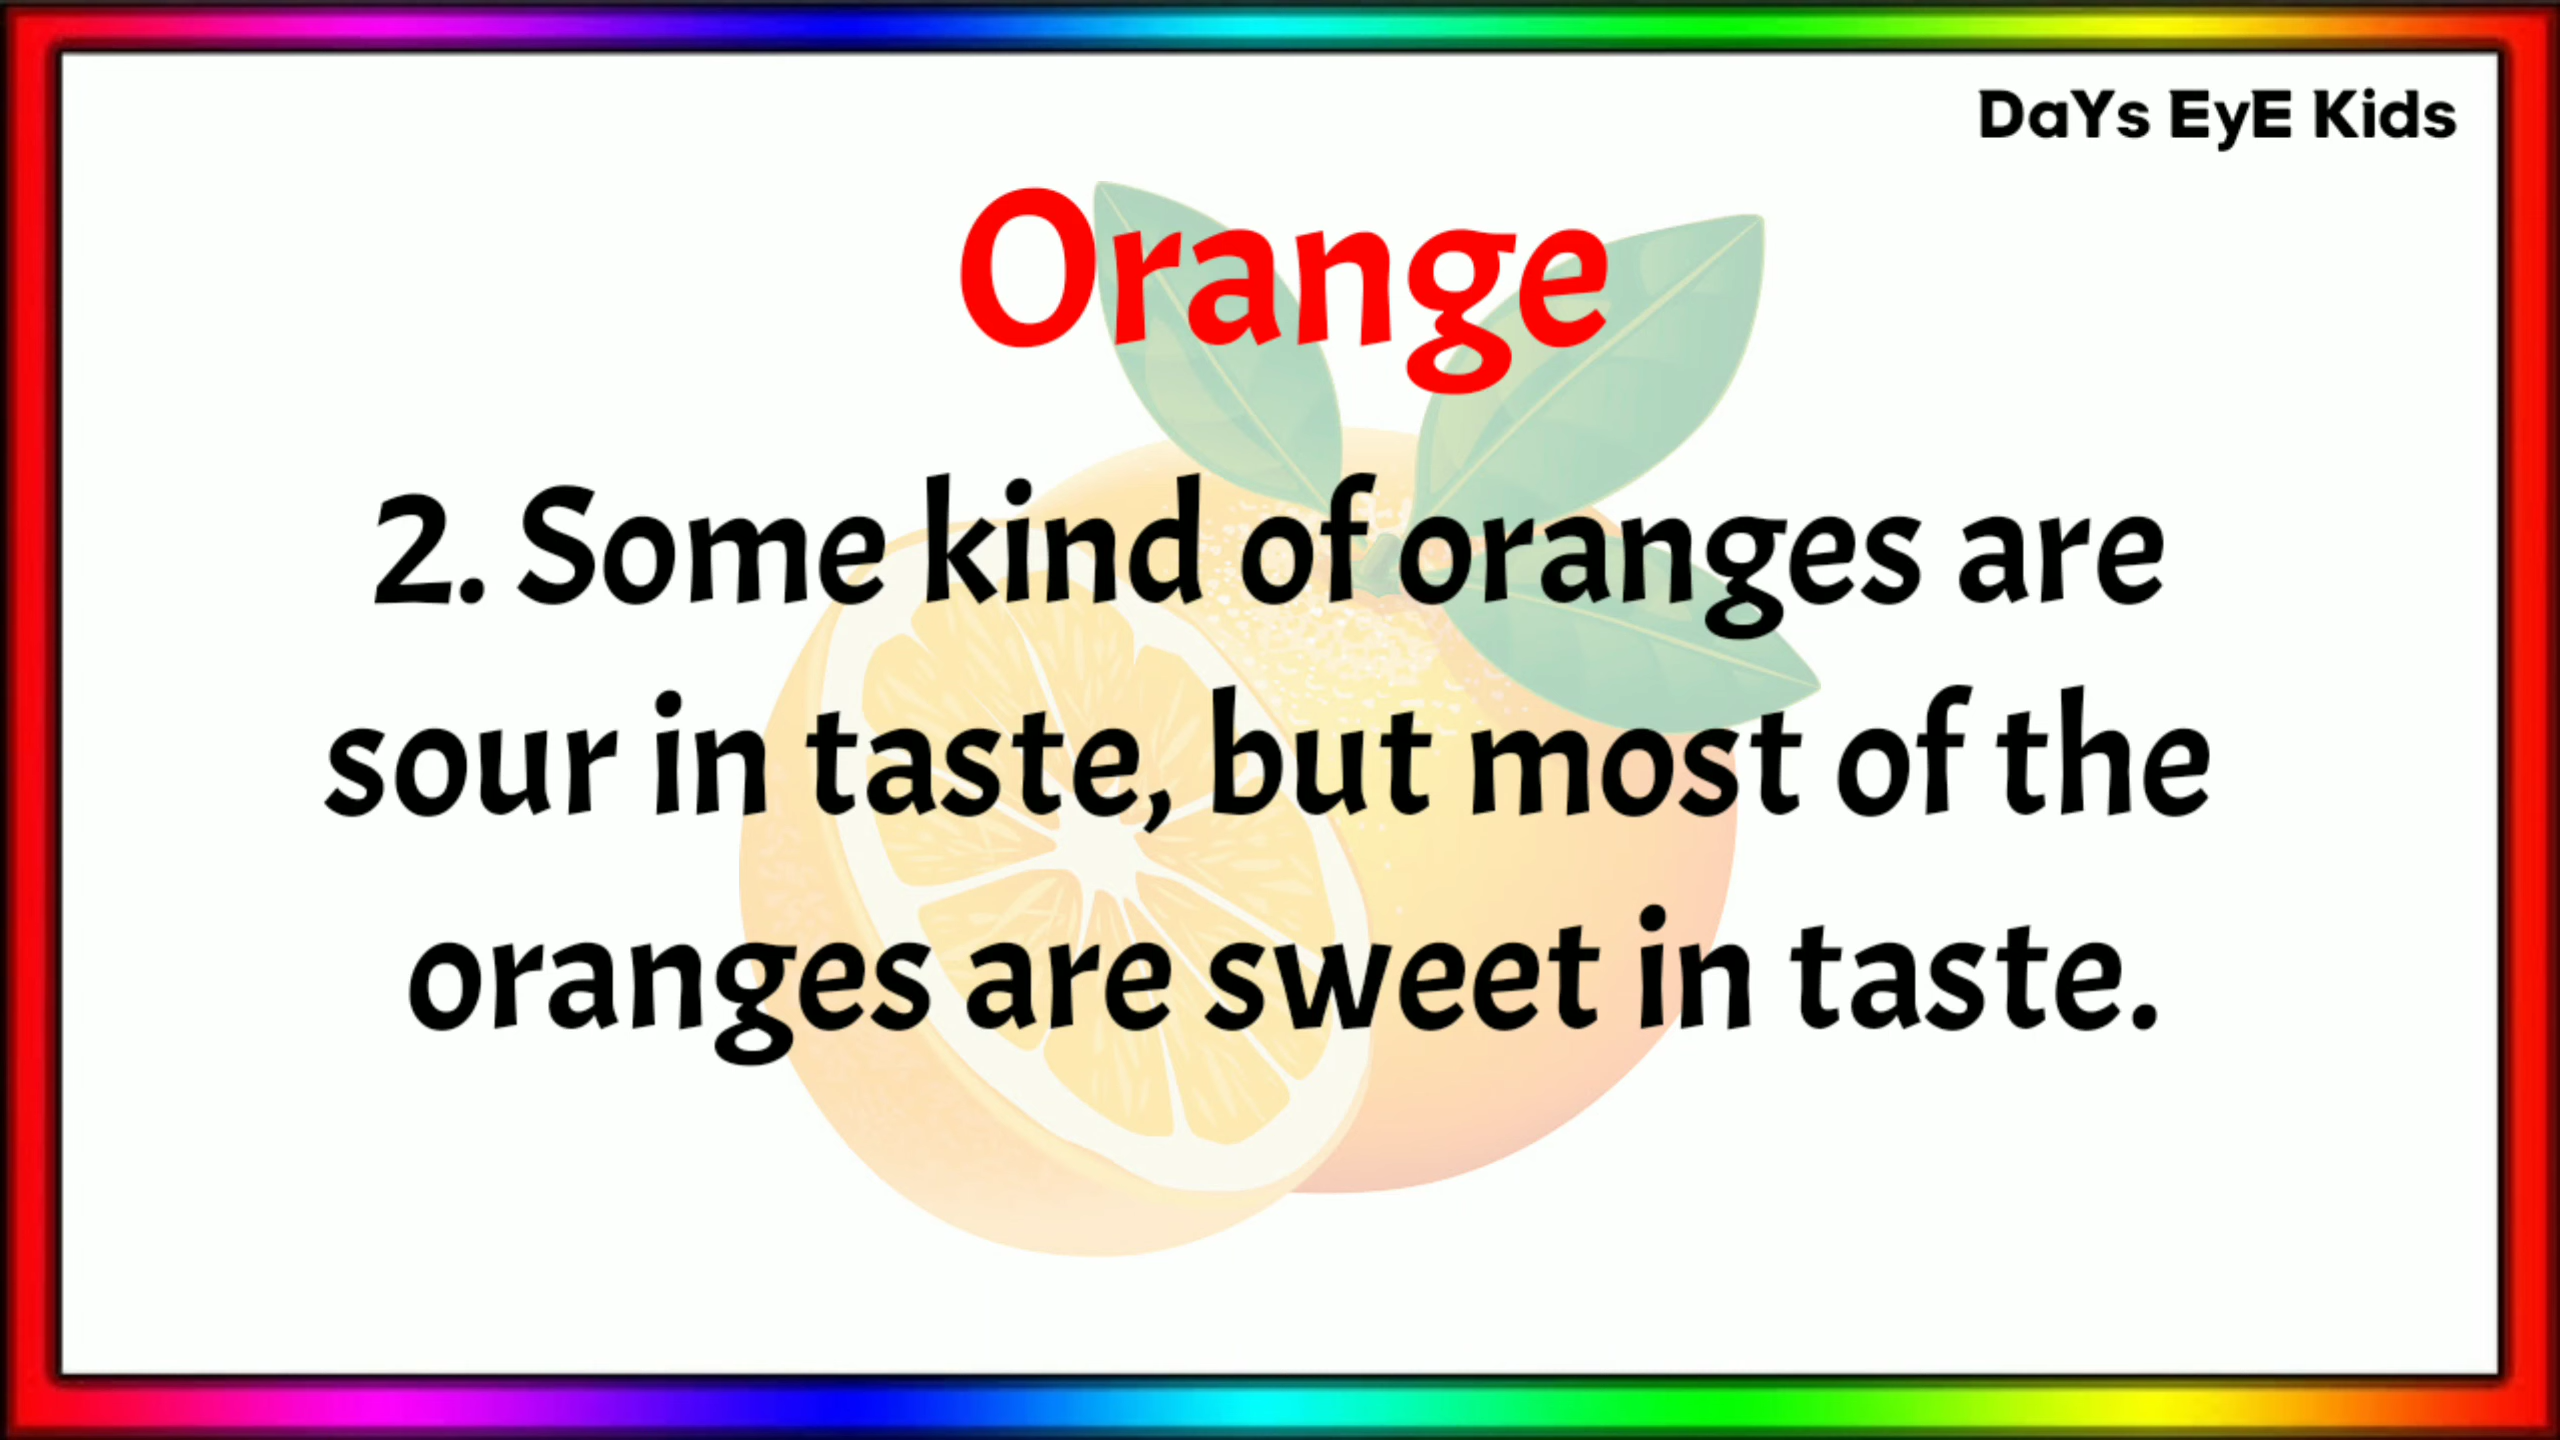 DaYs EyE Kids
Orange
2. Some kind of oranges are
sour in taste, but most of the
oranges are sweet in taste.